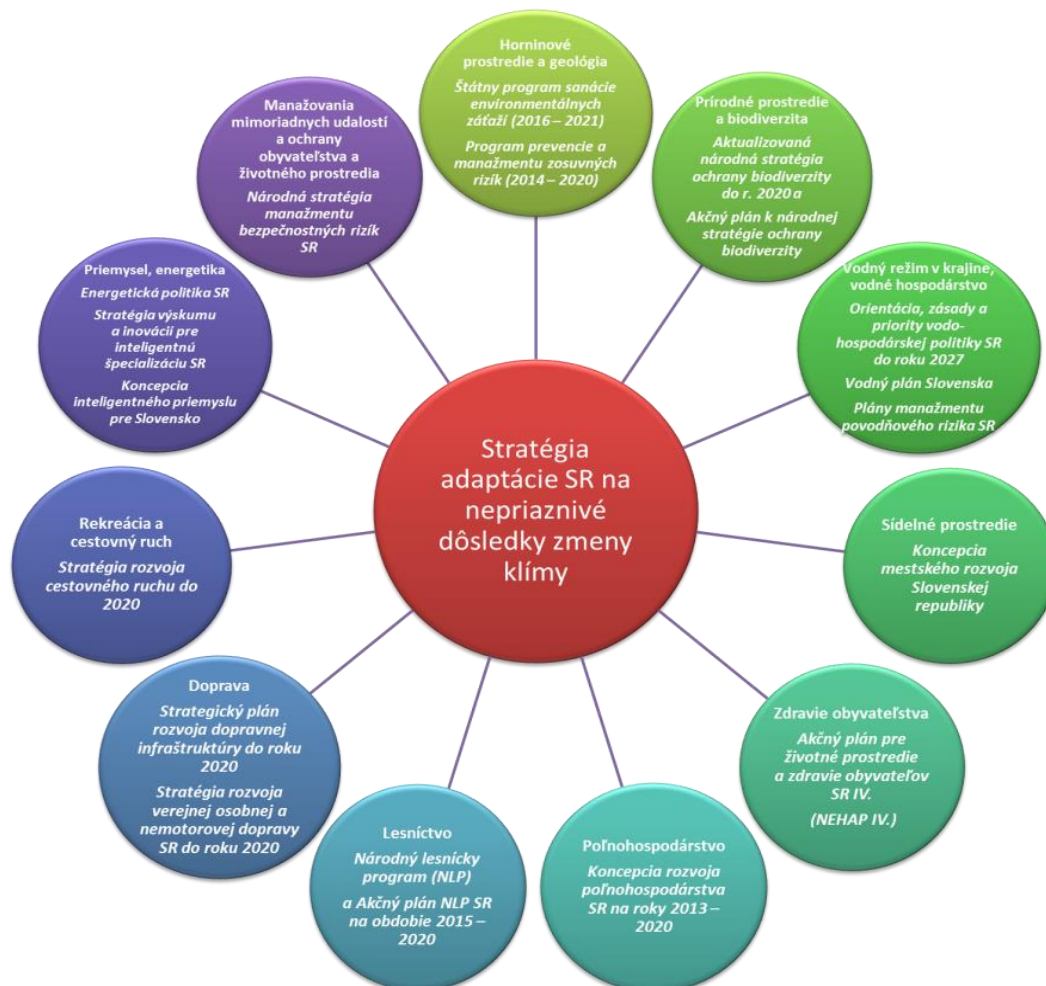 Horninové
prostredie a geológia
Štátny program sanácie
environmentálnych
záťaží (2016 – 2021)
Program prevencie a
manažmentu zosuvných
rizík (2014 – 2020)
Prírodné prostredie
a biodiverzita
Aktualizovaná
národná stratégia
ochrany biodiverzity
do r. 2020 a
Akčný plán k národnej
stratégie ochrany
biodiverzity
Vodný režim v krajine,
vodné hospodárstvo
Orientácia, zásady a
priority vodo-
hospodárskej politiky SR
do roku 2027
Vodný plán Slovenska
Plány manažmentu
povodňového rizika SR
Sídelné prostredie
Koncepcia
mestského rozvoja
Slovenskej
republiky
Zdravie obyvateľstva
Akčný plán pre
životné prostredie
a zdravie obyvateľov
SR IV.
(NEHAP IV.)
Poľnohospodárstvo
Koncepcia rozvoja
poľnohospodárstva
SR na roky 2013 –
2020
Lesníctvo
Národný lesnícky
program (NLP)
a Akčný plán NLP SR
na obdobie 2015 –
2020
Doprava
Strategický plán
rozvoja dopravnej
infraštruktúry do roku
2020
Stratégia rozvoja
verejnej osobnej a
nemotorovej dopravy
SR do roku 2020
Rekreácia a
cestovný ruch
Stratégia rozvoja
cestovného ruchu do
2020
Priemysel, energetika
Energetická politika SR
Stratégia výskumu
a inovácií pre
inteligentnú
špecializáciu SR
Koncepcia
inteligentného priemyslu
pre Slovensko
Manažovania
mimoriadnych udalostí
a ochrany
obyvateľstva a
životného prostredia
Národná stratégia
manažmentu
bezpečnostných rizík
SR
Stratégia
adaptácie SR na
nepriaznivé
dôsledky zmeny
klímy